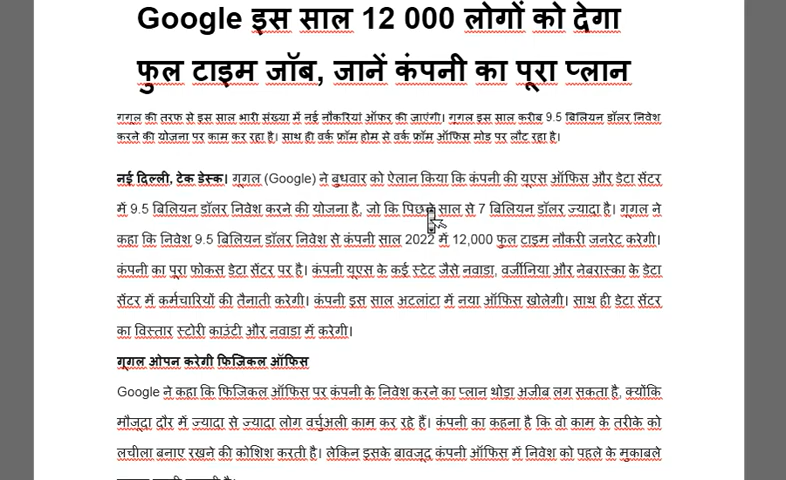 Google इस साल 12 000 लोगों को देगा
फुल टाइम जॉब, जानें कंपनी का पूरा प्लान
गूगल की तरफ से इस साल भारी संख्या में नई नौकरियां ऑफर की जाएंगी। गूगल इस साल करीब 9.5 बिलियन डॉलर निवेश
करने की योजना पर काम कर रहा है। साथ ही वर्क फ्रॉम होम से वर्क फ्रॉम ऑफिस मोड पर लौट रहा है।
नई दिल्ली, टेक डेस्क। गूगल (Google) ने बुधवार को ऐलान किया कि कंपनी की यूएस ऑफिस और डेटा सेंटर
में 9.5 बिलियन डॉलर निवेश करने की योजना है, जो कि पिछले साल से 7 बिलियन डॉलर ज्यादा है। गूगल ने
कहा कि निवेश 9.5 बिलियन डॉलर निवेश से कंपनी साल 2022 में 12,000 फुल टाइम नौकरी जनरेट करेगी।
कंपनी का पूरा फोकस डेटा सेंटर पर है। कंपनी यूएस के कई स्टेट जैसे नवाडा, वर्जीनिया और नेबरास्का के डेटा
सेंटर में कर्मचारियों की तैनाती करेगी। कंपनी इस साल अटलांटा में नया ऑफिस खोलेगी। साथ ही डेटा सेंटर
का विस्तार स्टोरी काउंटी और नवाडा में करेगी।
गूगल ओपन करेगी फिजिकल ऑफिस
Google ने कहा कि फिजिकल ऑफिस पर कंपनी के निवेश करने का प्लान थोड़ा अजीब लग सकता है, क्योंकि
मौजूदा दौर में ज्यादा से ज्यादा लोग वर्चुअली काम कर रहे हैं। कंपनी का कहना है कि वो काम के तरीके को
लचीला बनाए रखने की कोशिश करती है। लेकिन इसके बावजूद कंपनी ऑफिस में निवेश को पहले के मुकाबले